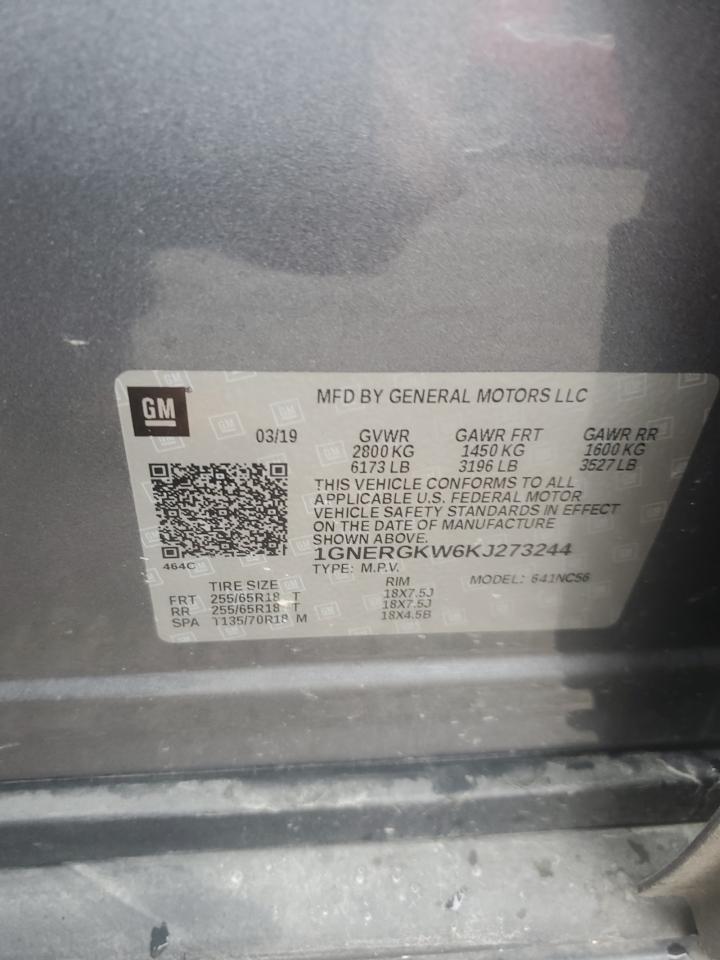 GM
MFD BY GENERAL MOTORS LLC
03/19 GVWR GAWR FRT GAWR RR
2800 KG 1450 KG 1600 KG
6173 LB 3196 LB 3527 LB
THIS VEHICLE CONFORMS TO ALL
APPLICABLE U.S. FEDERAL MOTOR
VEHICLE SAFETY STANDARDS IN EFFECT
ON THE DATE OF MANUFACTURE
SHOWN ABOVE.
1GNERGKW6KJ273244
464C
TYPE: M.P.V. MODEL: 641NC56
TIRE SIZE RIM
FRT 255/65R18 T 18X7.5J
RR 255/65R18 T 18X7.5J
SPA T135/70R18 M 18X4.5B